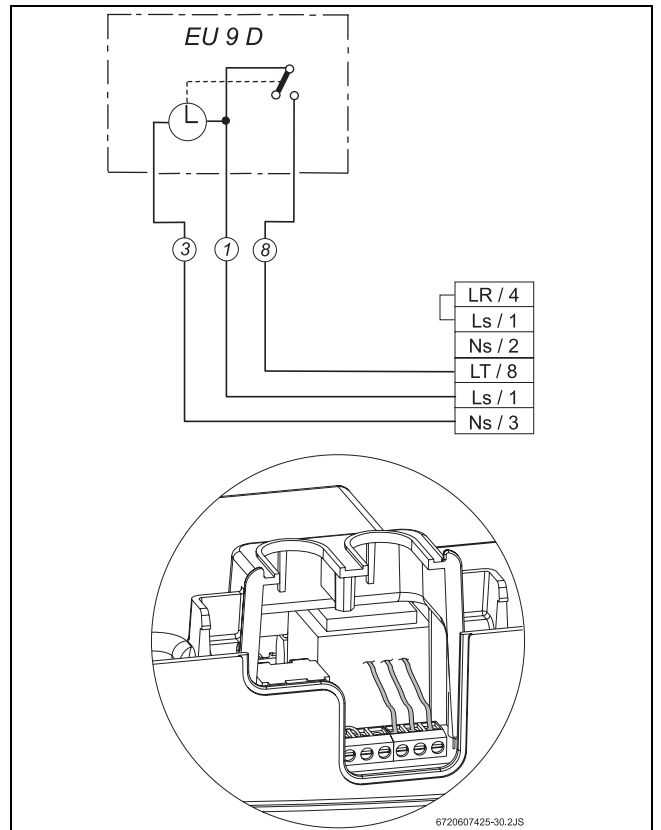 EU 9 D
3 1 8
LR / 4
Ls / 1
Ns / 2
LT / 8
Ls / 1
Ns / 3
6720607425-30.2JS